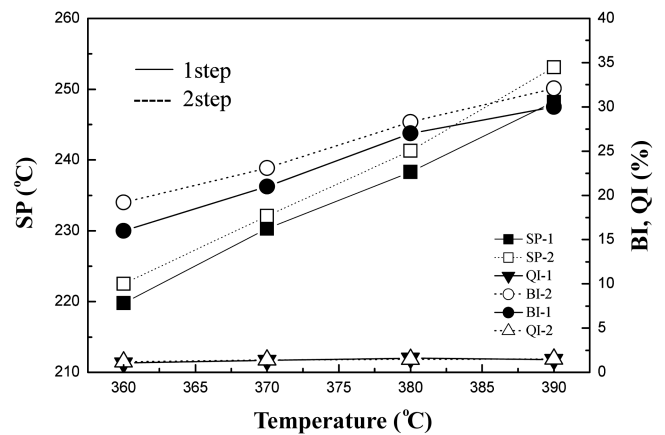 260
250
240
230
220
210
SP (°C)
40
35
30
25
20
15
10
5
0
BI, QI (%)
1step
2step
SP-1
SP-2
QI-1
BI-2
BI-1
QI-2
360 365 370 375 380 385 390
Temperature (°C)